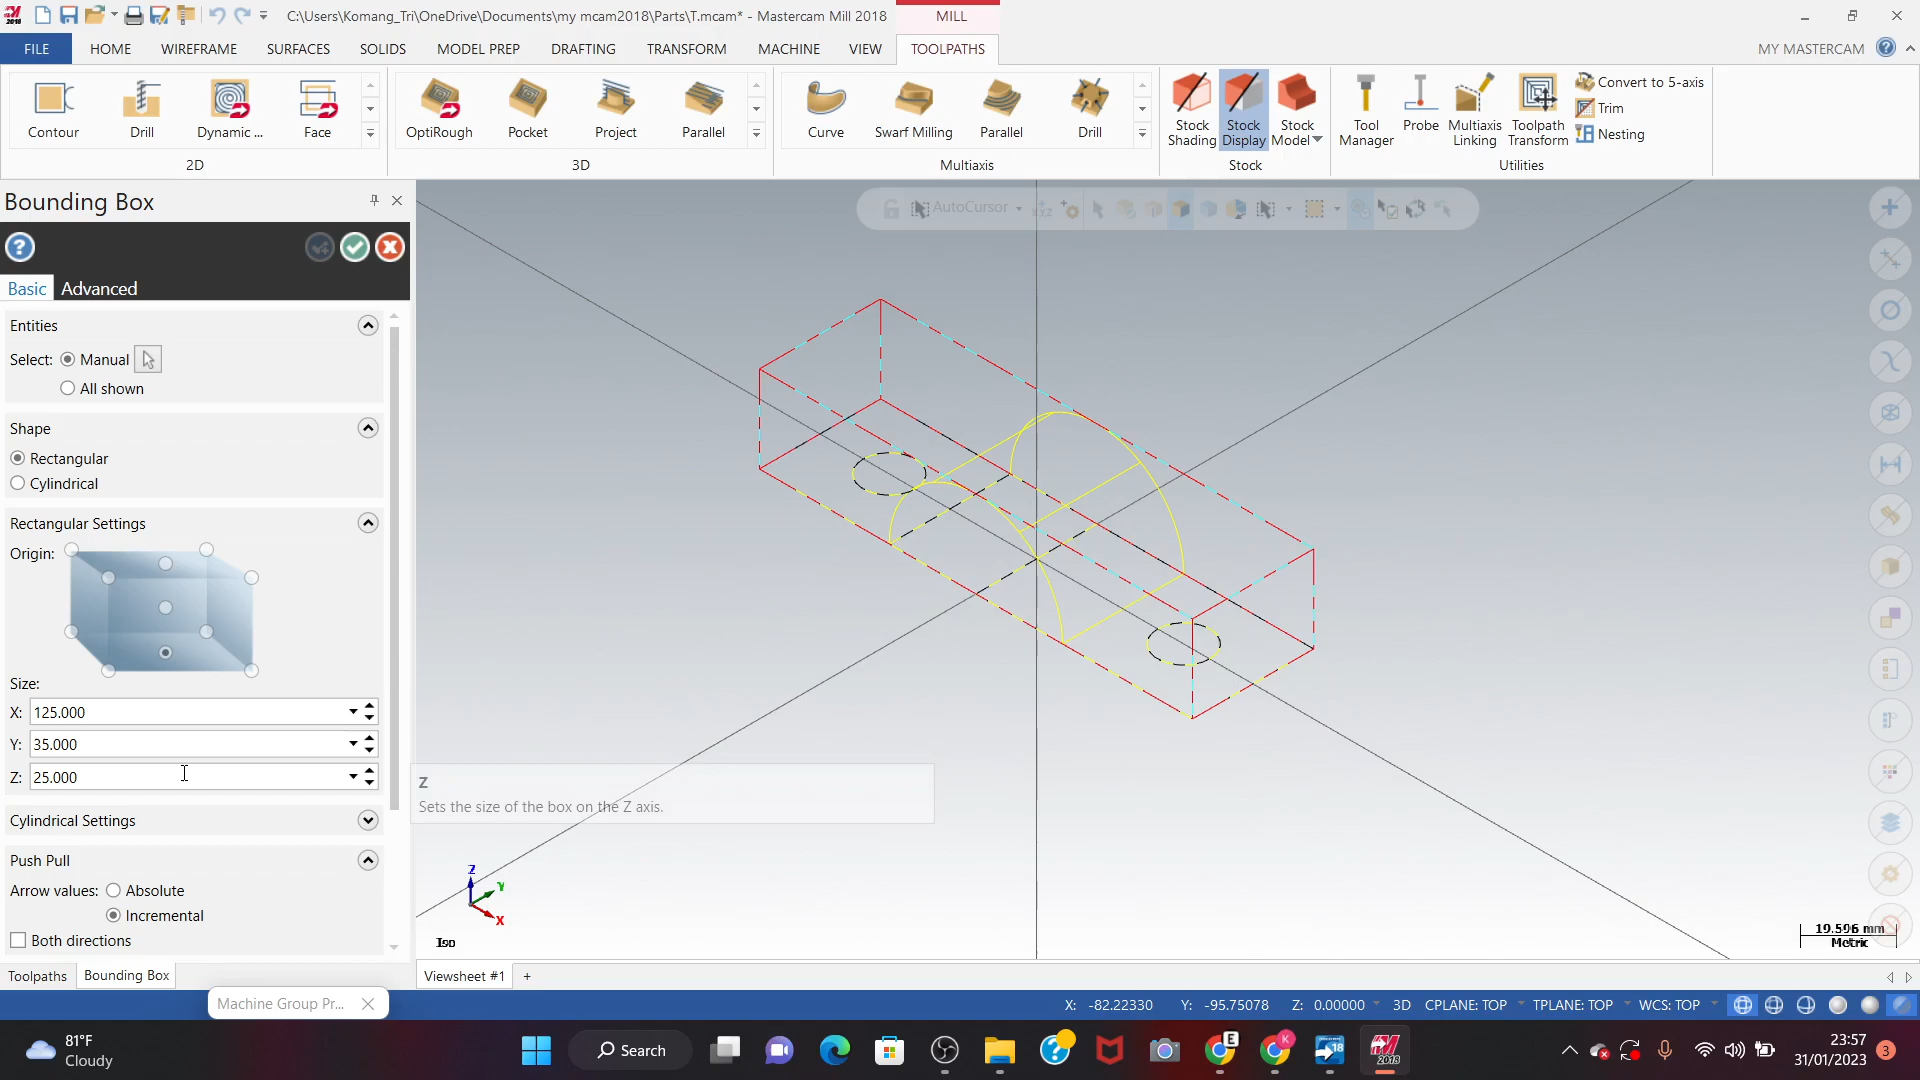 C:\Users\Komang_Tri\OneDrive\Documents\my mcam2018\Parts\T.mcam* - Mastercam Mill 2018
MILL
FILE HOME WIREFRAME SURFACES SOLIDS MODEL PREP DRAFTING TRANSFORM MACHINE VIEW TOOLPATHS MY MASTERCAM
Contour Drill Dynamic ... Face
OptiRough Pocket Project Parallel
Curve Swarf Milling Parallel Drill
Stock Shading
Stock Display
Stock Model
Tool Manager
Probe
Multiaxis Linking
Toolpath Transform
Convert to 5-axis
Trim
Nesting
2D 3D Multiaxis Stock Utilities
Bounding Box
Basic Advanced
Entities
Select: Manual
All shown
Shape
Rectangular
Cylindrical
Rectangular Settings
Origin:
Size:
X: 125.000
Y: 35.000
Z: 25.000
Cylindrical Settings
Push Pull
Arrow values: Absolute
Incremental
Both directions
Toolpaths Bounding Box
Machine Group Pr...
AutoCursor
Z
Sets the size of the box on the Z axis.
Z
Y
X
Iso
19.596 mm
Metric
Viewsheet #1 +
X: -82.22330 Y: -95.75078 Z: 0.00000 3D CPLANE: TOP TPLANE: TOP WCS: TOP
81°F
Cloudy
Search
23:57
31/01/2023
3